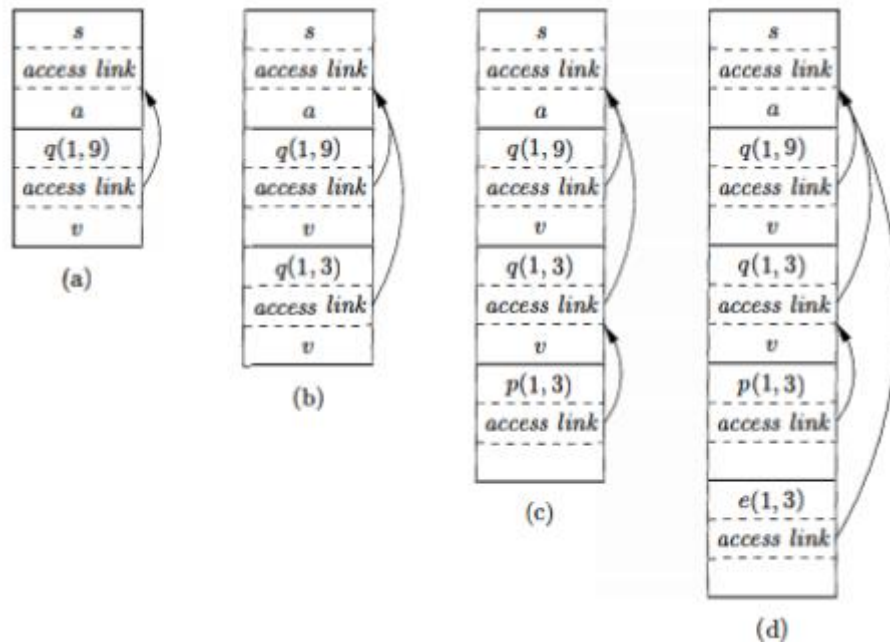 s
access link
a
q(1, 9)
access link
v
(a)
s
access link
a
q(1, 9)
access link
v
q(1, 3)
access link
v
(b)
s
access link
a
q(1, 9)
access link
v
q(1, 3)
access link
v
p(1, 3)
access link
(c)
s
access link
a
q(1, 9)
access link
v
q(1, 3)
access link
v
p(1, 3)
access link
e(1, 3)
access link
(d)